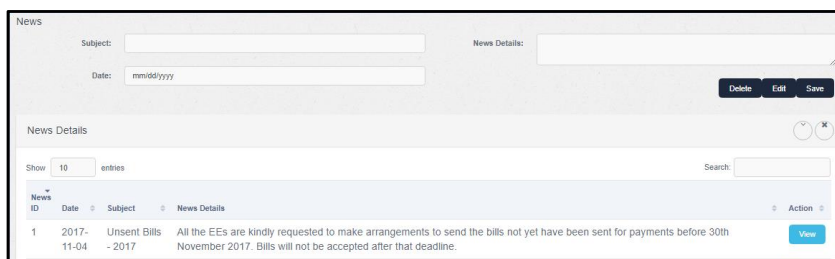 News
Subject:
News Details:
Date: mm/dd/yyyy
Delete Edit Save
News Details
Show 10 entries
Search:
News ID Date Subject News Details Action
1 2017-11-04 Unsent Bills - 2017 All the EEs are kindly requested to make arrangements to send the bills not yet have been sent for payments before 30th
November 2017. Bills will not be accepted after that deadline.
View